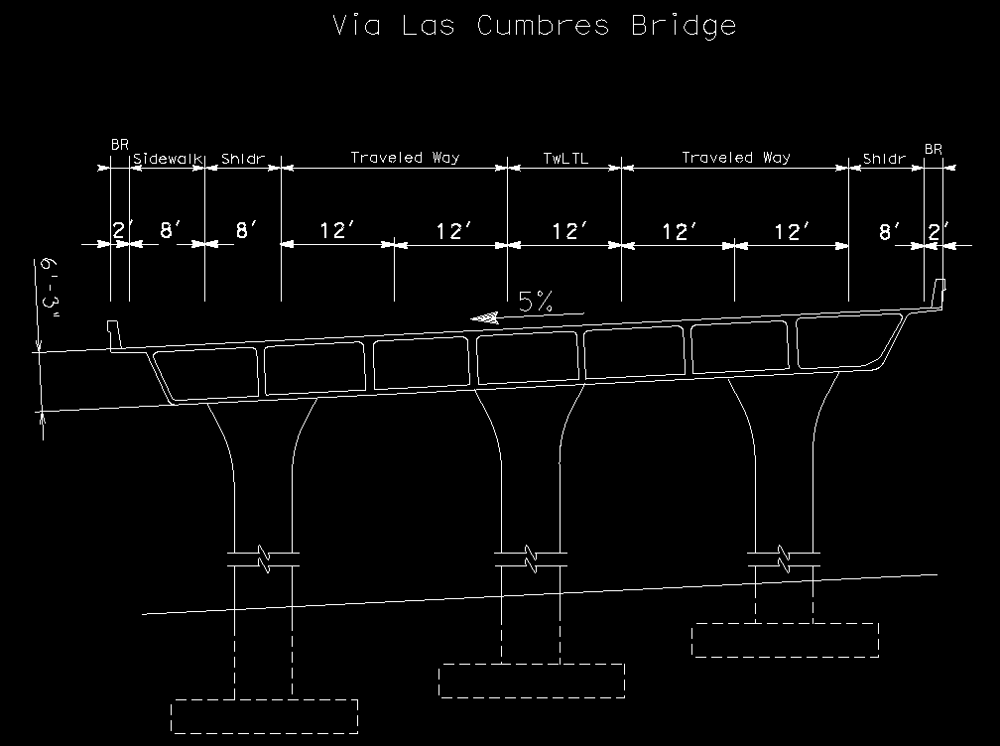 Via Las Cumbres Bridge
BR Sidewalk Shldr Traveled Way TwLTL Traveled Way Shldr BR
2' 8' 8' 12' 12' 12' 12' 12' 8' 2'
6'-3"
5%